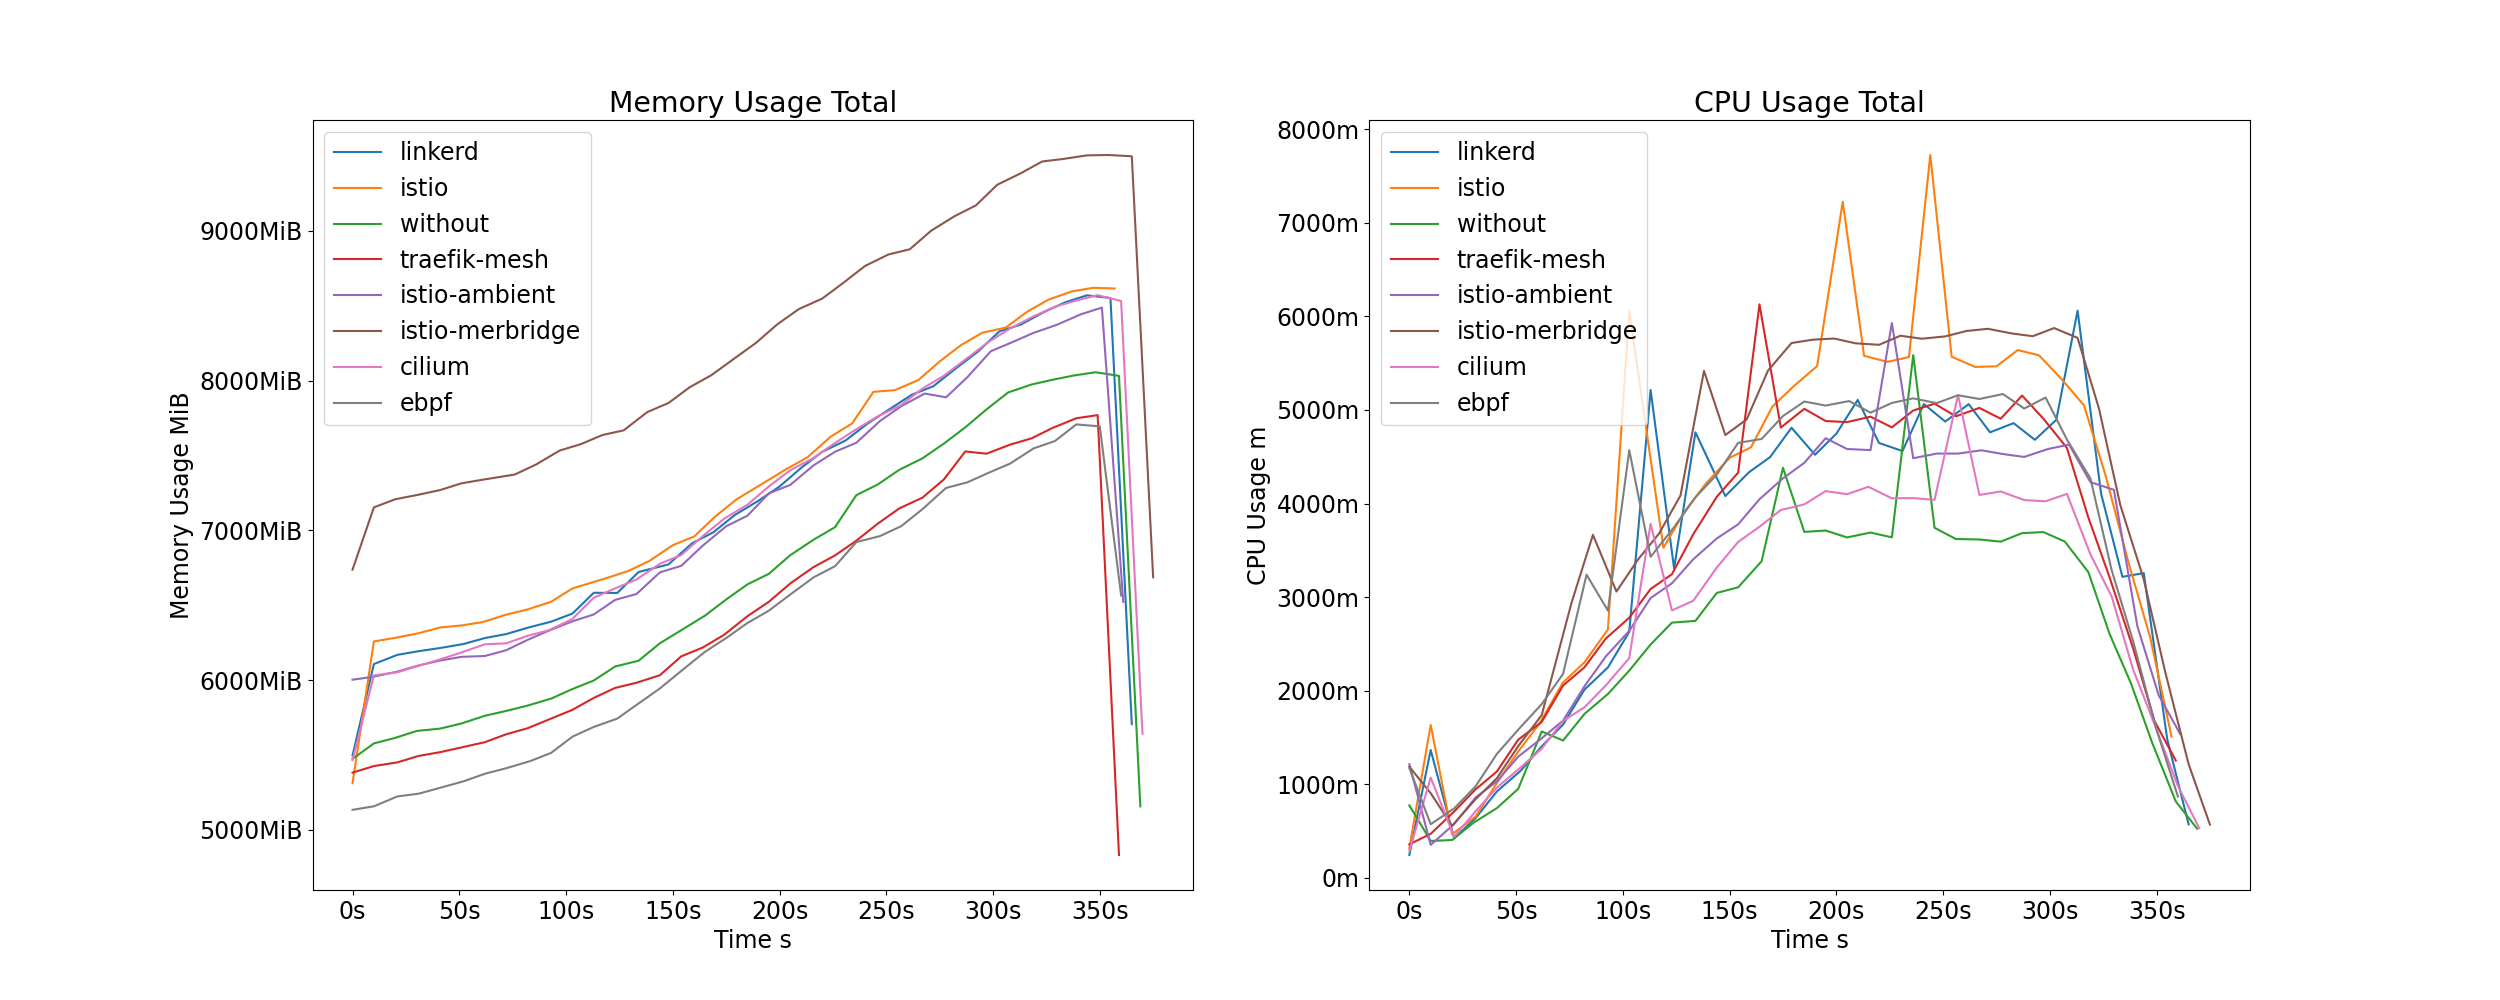 Memory Usage Total
Memory Usage MiB
9000MiB
8000MiB
7000MiB
6000MiB
5000MiB
linkerd
istio
without
traefik-mesh
istio-ambient
istio-merbridge
cilium
ebpf
0s 50s 100s 150s 200s 250s 300s 350s
Time s
CPU Usage Total
CPU Usage m
8000m
7000m
6000m
5000m
4000m
3000m
2000m
1000m
0m
linkerd
istio
without
traefik-mesh
istio-ambient
istio-merbridge
cilium
ebpf
0s 50s 100s 150s 200s 250s 300s 350s
Time s